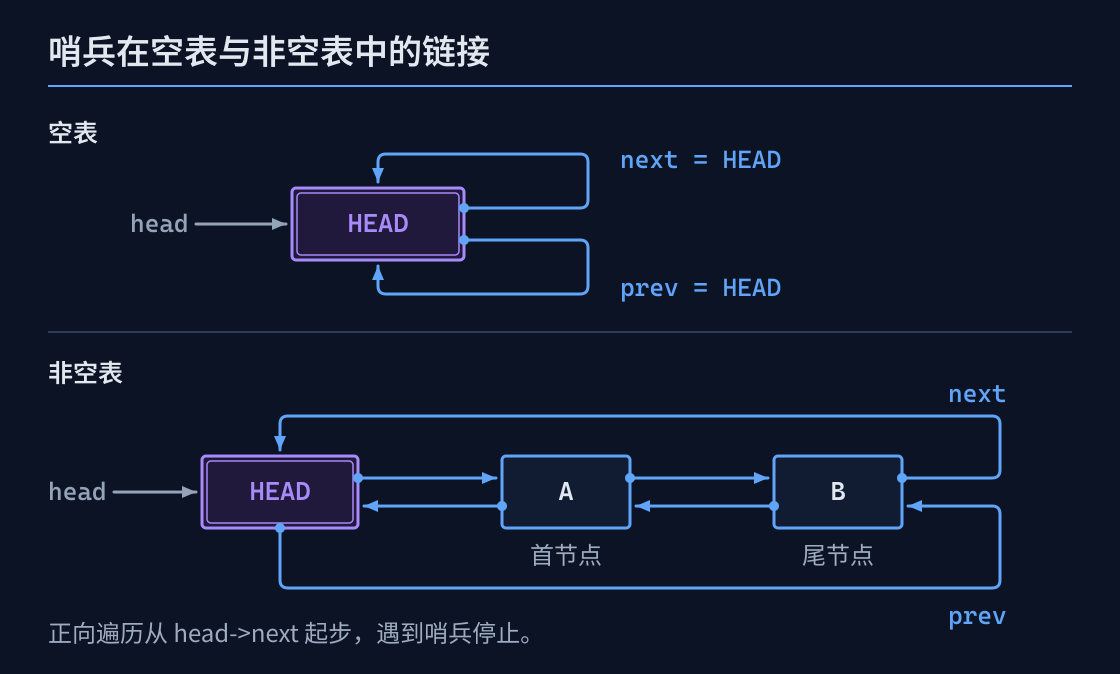 哨兵在空表与非空表中的链接
空表
next = HEAD
head
HEAD
prev = HEAD
非空表
next
head
HEAD
A
B
首节点
尾节点
prev
正向遍历从 head->next 起步，遇到哨兵停止。